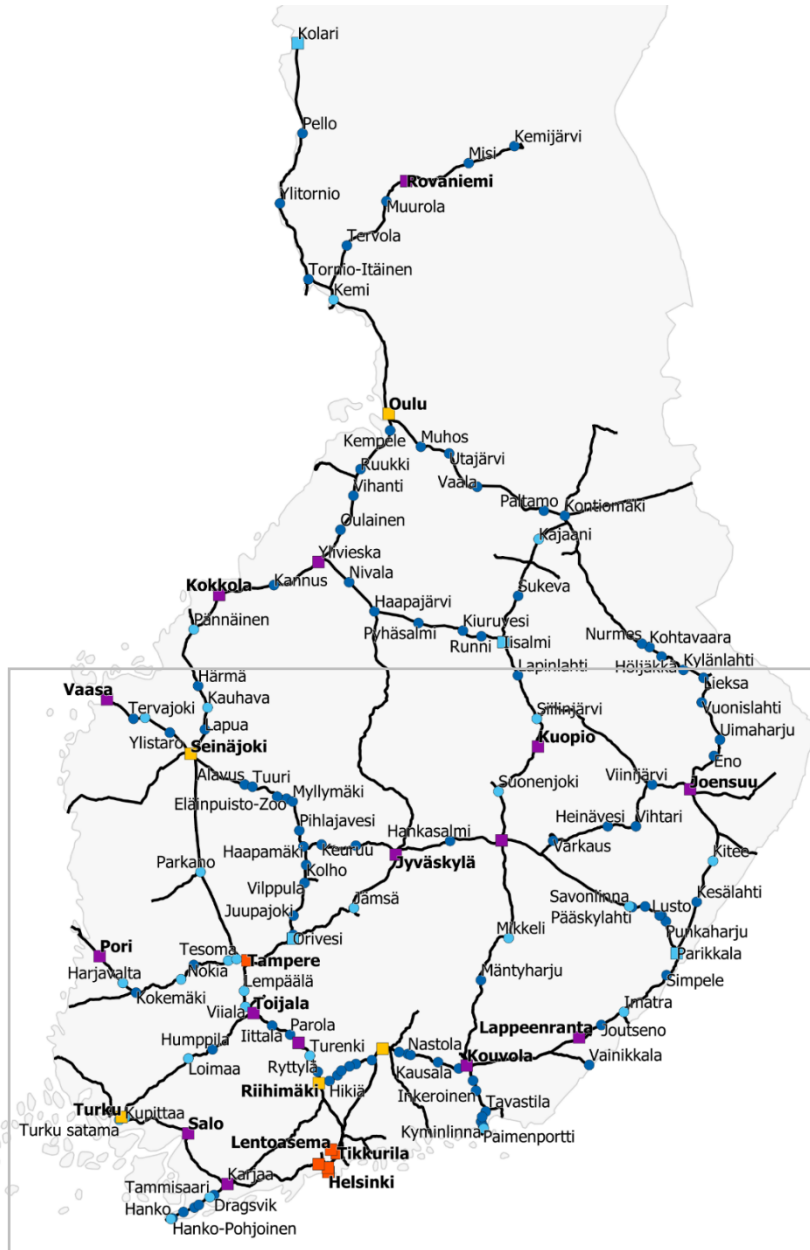 Kolari
Pello
Kemijärvi
Misi
Rovaniemi
Ylitornio
Muurola
Tervola
Tornio-Itäinen
Kemi
Oulu
Kempele
Muhos
Utajärvi
Ruukki
Vihanti
Vaala
Paltamo
Kontiomäki
Oulainen
Kajaani
Ylivieska
Kannus
Nivala
Kokkola
Sukeva
Haapajärvi
Pännäinen
Pyhäsalmi
Kiuruvesi
Runni
Iisalmi
Nurmes
Kohtavaara
Höljäkkä
Kylänlahti
Lapinlahti
Lieksa
Härmä
Vaasa
Kauhava
Tervajoki
Siilinjärvi
Vuonislahti
Lapua
Uimaharju
Ylistaro
Seinäjoki
Kuopio
Eno
Alavus
Tuuri
Suonenjoki
Viinijärvi
Joensuu
Eläinpuisto-Zoo
Myllymäki
Pihlajavesi
Hankasalmi
Heinävesi
Vihtari
Haapamäki
Keuruu
Varkaus
Kitee
Parkano
Kolho
Jyväskylä
Vilppula
Savonlinna
Lusto
Kesälahti
Juupajoki
Jämsä
Pääskylahti
Punkaharju
Mikkeli
Pori
Tesoma
Orivesi
Parikkala
Harjavalta
Nokia
Tampere
Kokemäki
Lempäälä
Mäntyharju
Simpele
Viiala
Toijala
Imatra
Iittala
Parola
Lappeenranta
Joutseno
Humppila
Turenki
Nastola
Kouvola
Vainikkala
Loimaa
Ryttylä
Kausala
Riihimäki
Hikiä
Inkeroinen
Turku
Kupittaa
Salo
Tavastila
Turku satama
Kyminlinna
Paimenportti
Lentoasema
Tikkurila
Karjaa
Helsinki
Tammisaari
Hanko
Dragsvik
Hanko-Pohjoinen